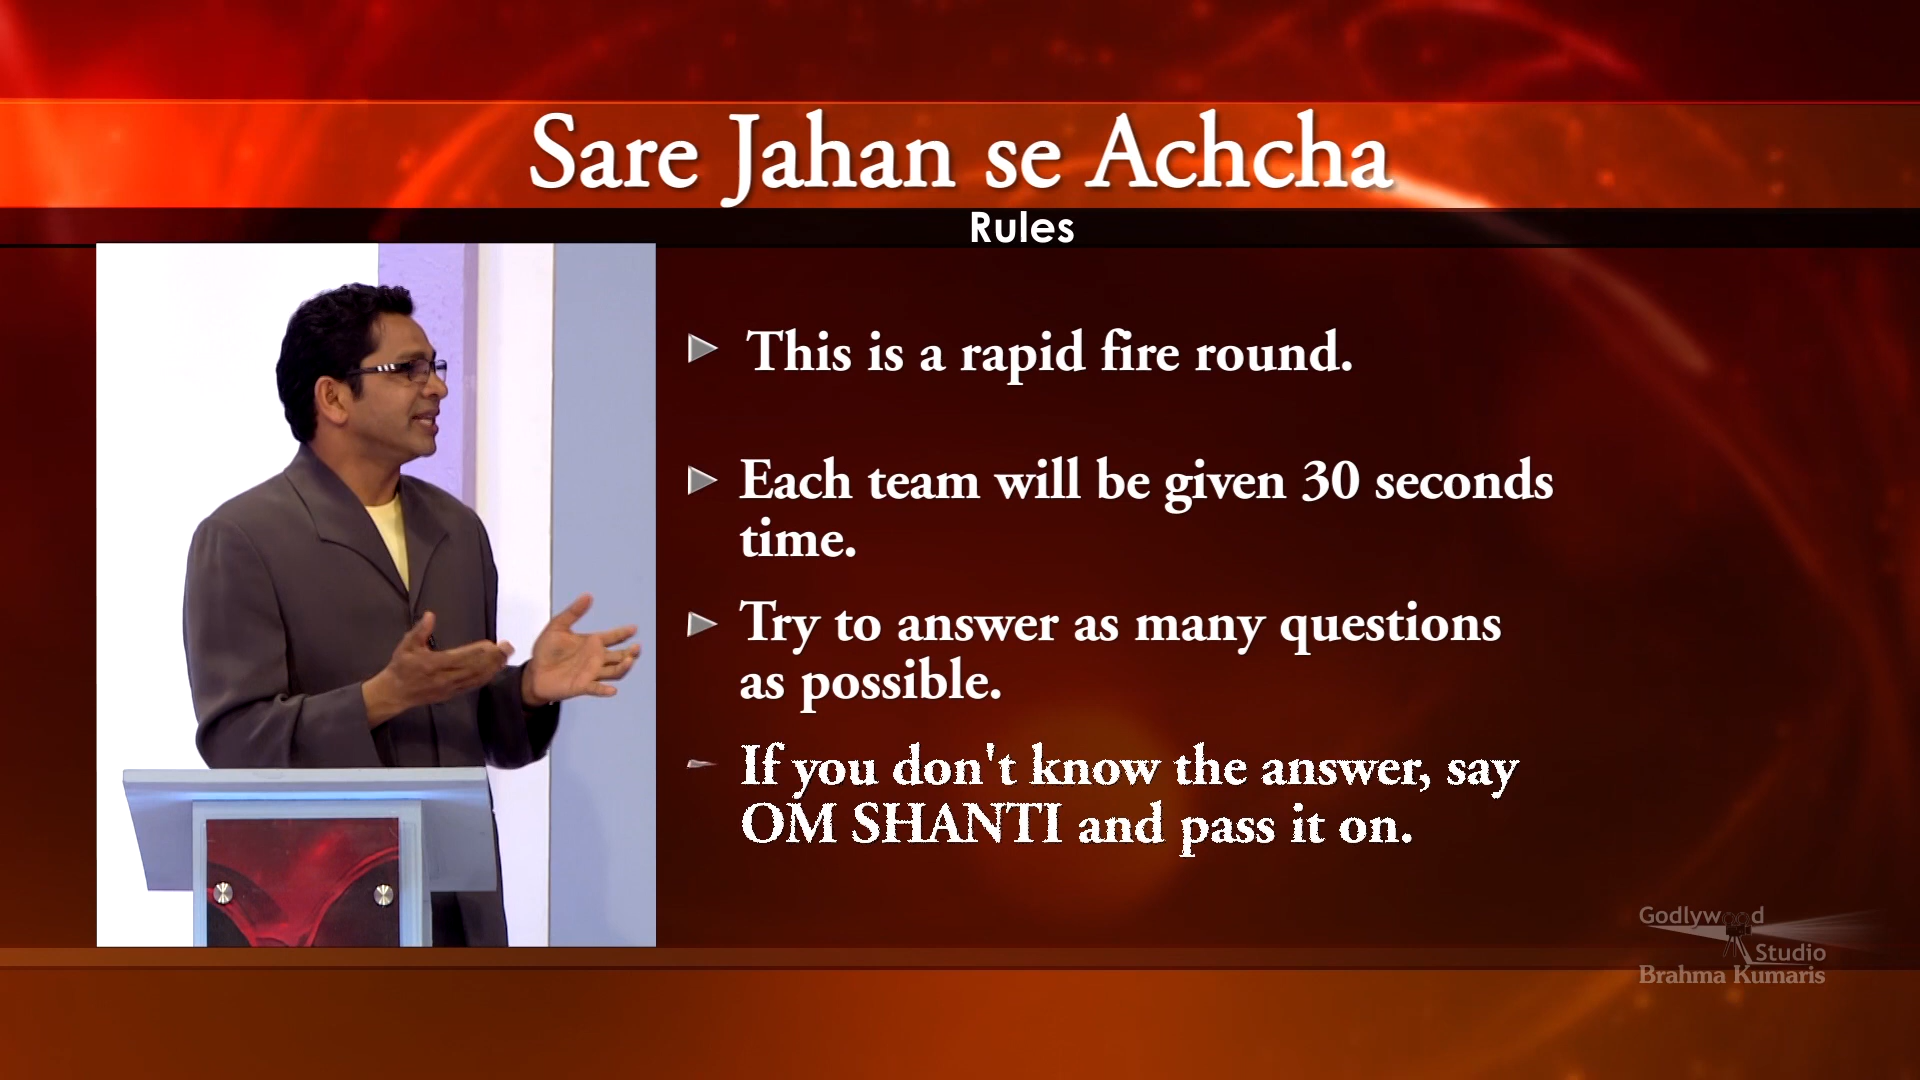 Sare Jahan se Achcha
Rules
This is a rapid fire round.
Each team will be given 30 seconds
time.
Try to answer as many questions
as possible.
If you don't know the answer, say
OM SHANTI and pass it on.
Godlywood
Studio
Brahma Kumaris